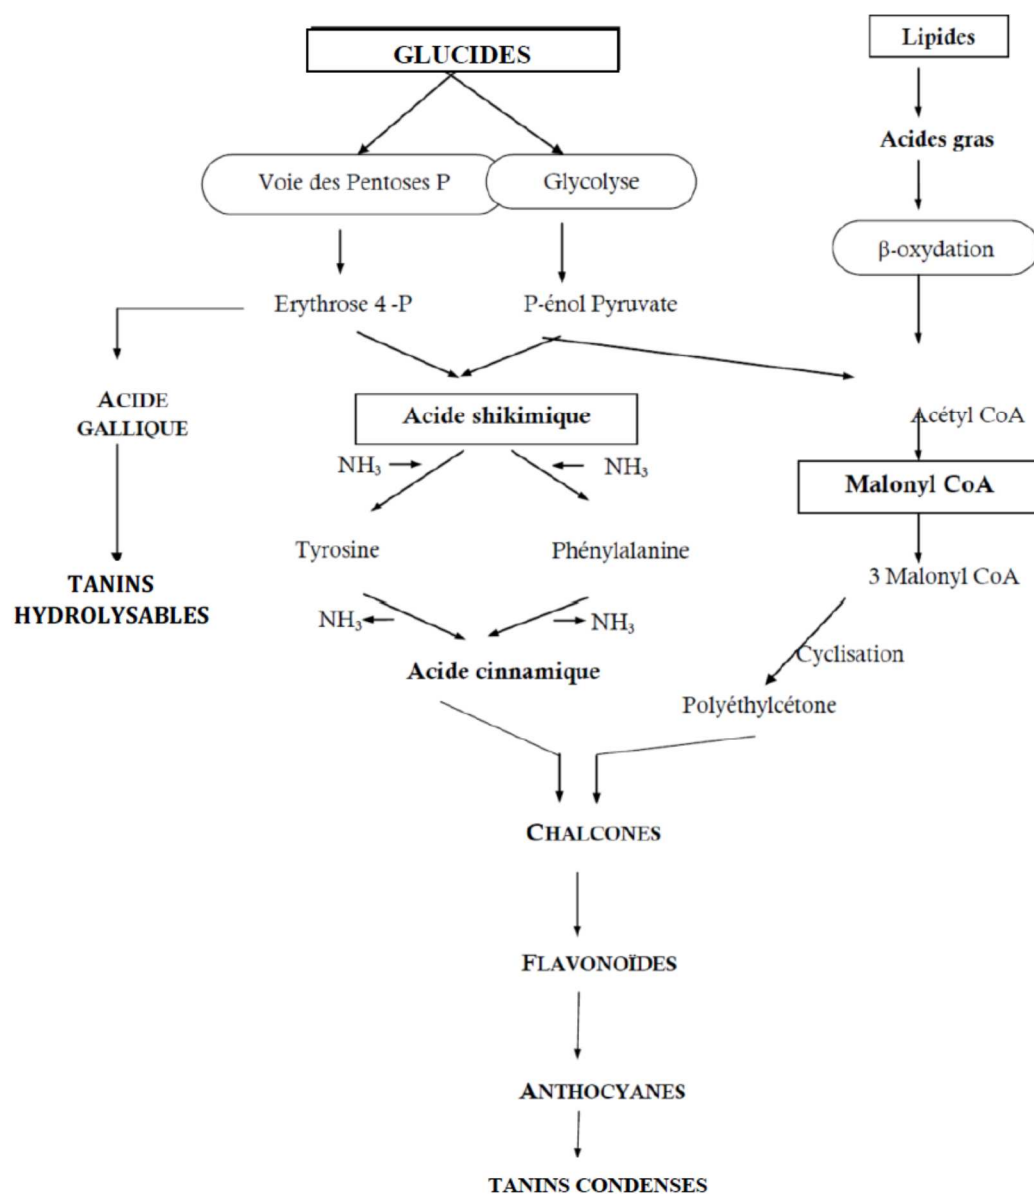 GLUCIDES
Lipides
Acides gras
Voie des Pentoses P
Glycolyse
β-oxydation
Erythrose 4 -P
P-énol Pyruvate
ACIDE
GALLIQUE
Acide shikimique
Acétyl CoA
NH₃
NH₃
Malonyl CoA
Tyrosine
Phénylalanine
3 Malonyl CoA
TANINS
HYDROLYSABLES
NH₃
NH₃
Cyclisation
Acide cinnamique
Polyéthylcétone
CHALCONES
FLAVONOÏDES
ANTHOCYANES
TANINS CONDENSES